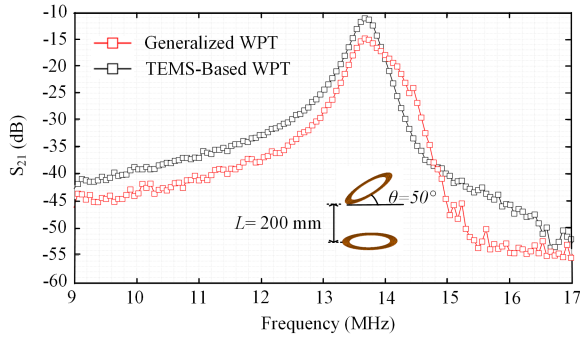 -10
-15
-20
-25
-30
-35
-40
-45
-50
-55
-60
S21 (dB)
Generalized WPT
TEMS-Based WPT
θ=50°
L= 200 mm
9 10 11 12 13 14 15 16 17
Frequency (MHz)